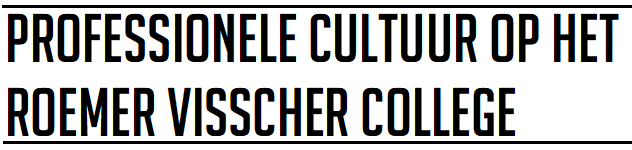 PROFESSIONELE CULTUUR OP HET
ROEMER VISSCHER COLLEGE